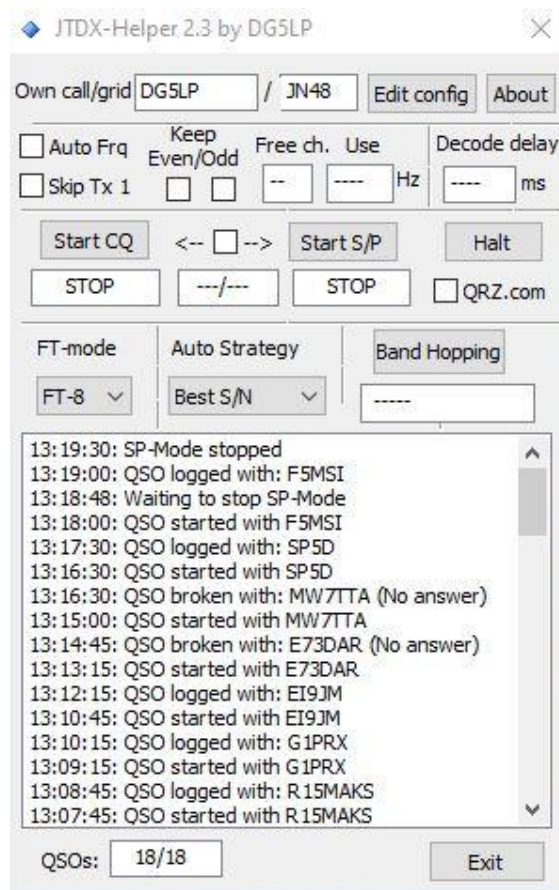 JTDX-Helper 2.3 by DG5LP
Own call/grid DG5LP / JN48 Edit config About
Auto Frq Keep Even/Odd Free ch. Use Decode delay
Skip Tx 1 -- ---- Hz ---- ms
Start CQ <-- --> Start S/P Halt
STOP ---/--- STOP QRZ.com
FT-mode Auto Strategy Band Hopping
FT-8 Best S/N -----
13:19:30: SP-Mode stopped
13:19:00: QSO logged with: F5MSI
13:18:48: Waiting to stop SP-Mode
13:18:00: QSO started with F5MSI
13:17:30: QSO logged with: SP5D
13:16:30: QSO started with SP5D
13:16:30: QSO broken with: MW7TTA (No answer)
13:15:00: QSO started with MW7TTA
13:14:45: QSO broken with: E73DAR (No answer)
13:13:15: QSO started with E73DAR
13:12:15: QSO logged with: EI9JM
13:10:45: QSO started with EI9JM
13:10:15: QSO logged with: G1PRX
13:09:15: QSO started with G1PRX
13:08:45: QSO logged with: R15MAKS
13:07:45: QSO started with R15MAKS
QSOs: 18/18 Exit